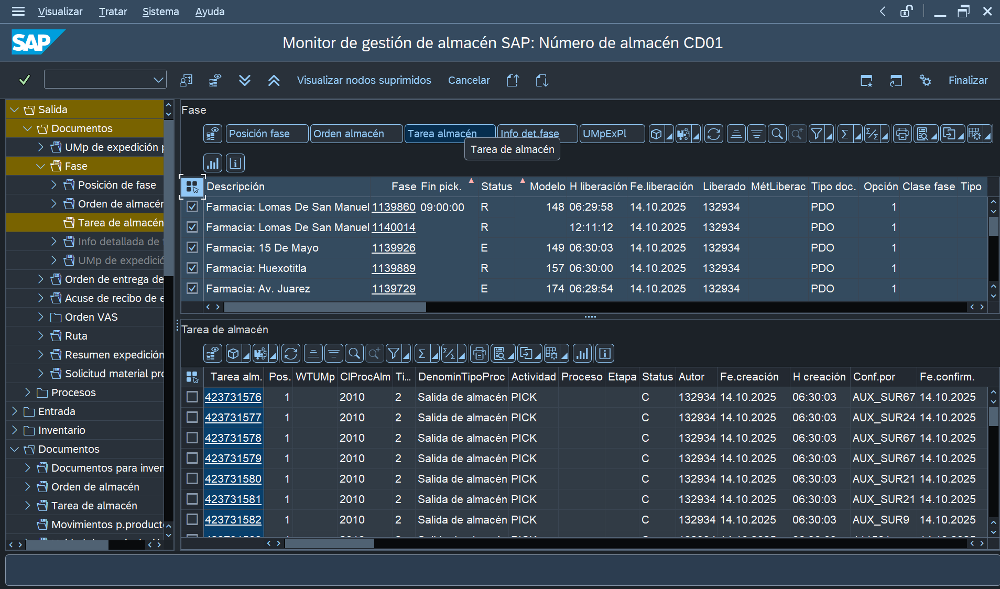 Visualizar Tratar Sistema Ayuda
SAP
Monitor de gestión de almacén SAP: Número de almacén CD01
Visualizar nodos suprimidos Cancelar Finalizar
Salida
Documentos
UMp de expedición
Fase
Posición de fase
Orden de almacén
Tarea de almacén
Info detallada de
UMp de expedició
Orden de entrega de
Acuse de recibo de e
Orden VAS
Ruta
Resumen expedición
Solicitud material pro
Procesos
Entrada
Inventario
Documentos
Documentos para inven
Orden de almacén
Tarea de almacén
Movimientos p.producto
Fase
Posición fase Orden almacén Tarea almacén Info det.fase UMpExPl
Tarea de almacén
Descripción Fase Fin pick. Status Modelo H liberación Fe.liberación Liberado MétLiberac Tipo doc. Opción Clase fase Tipo
Farmacia: Lomas De San Manuel 1139860 09:00:00 R 148 06:29:58 14.10.2025 132934 PDO 1
Farmacia: Lomas De San Manuel 1140014 R 12:11:12 14.10.2025 132934 PDO 1
Farmacia: 15 De Mayo 1139926 E 149 06:30:03 14.10.2025 132934 PDO 1
Farmacia: Huexotitla 1139889 R 157 06:30:00 14.10.2025 132934 PDO 1
Farmacia: Av. Juarez 1139729 E 174 06:29:54 14.10.2025 132934 PDO 1
Tarea de almacén
Tarea alm. Pos. WTUMp ClProcAlm Ti... DenominTipoProc Actividad Proceso Etapa Status Autor Fe.creación H creación Conf.por Fe.confirm.
423731576 1 2010 2 Salida de almacén PICK C 132934 14.10.2025 06:30:03 AUX_SUR67 14.10.2025
423731577 1 2010 2 Salida de almacén PICK C 132934 14.10.2025 06:30:03 AUX_SUR24 14.10.2025
423731578 1 2010 2 Salida de almacén PICK C 132934 14.10.2025 06:30:03 AUX_SUR67 14.10.2025
423731579 1 2010 2 Salida de almacén PICK C 132934 14.10.2025 06:30:03 AUX_SUR67 14.10.2025
423731580 1 2010 2 Salida de almacén PICK C 132934 14.10.2025 06:30:03 AUX_SUR21 14.10.2025
423731581 1 2010 2 Salida de almacén PICK C 132934 14.10.2025 06:30:03 AUX_SUR21 14.10.2025
423731582 1 2010 2 Salida de almacén PICK C 132934 14.10.2025 06:30:03 AUX_SUR9 14.10.2025